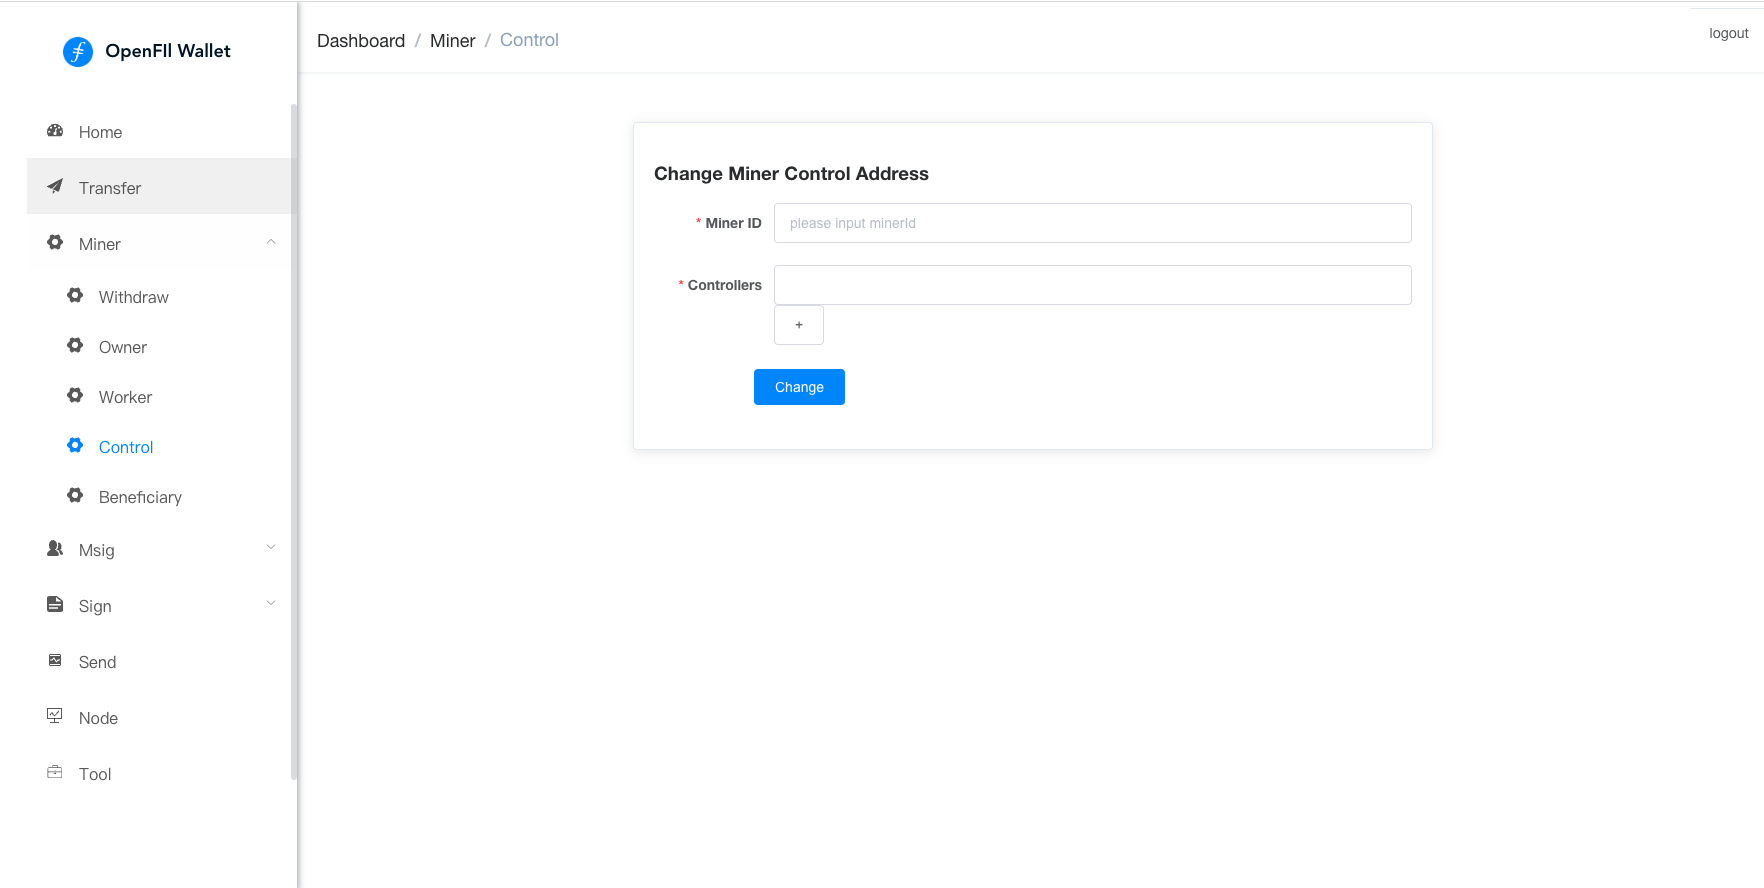 OpenFIl Wallet
Home
Transfer
Miner
Withdraw
Owner
Worker
Control
Beneficiary
Msig
Sign
Send
Node
Tool
Dashboard / Miner / Control
logout
Change Miner Control Address
* Miner ID please input minerId
* Controllers
+
Change